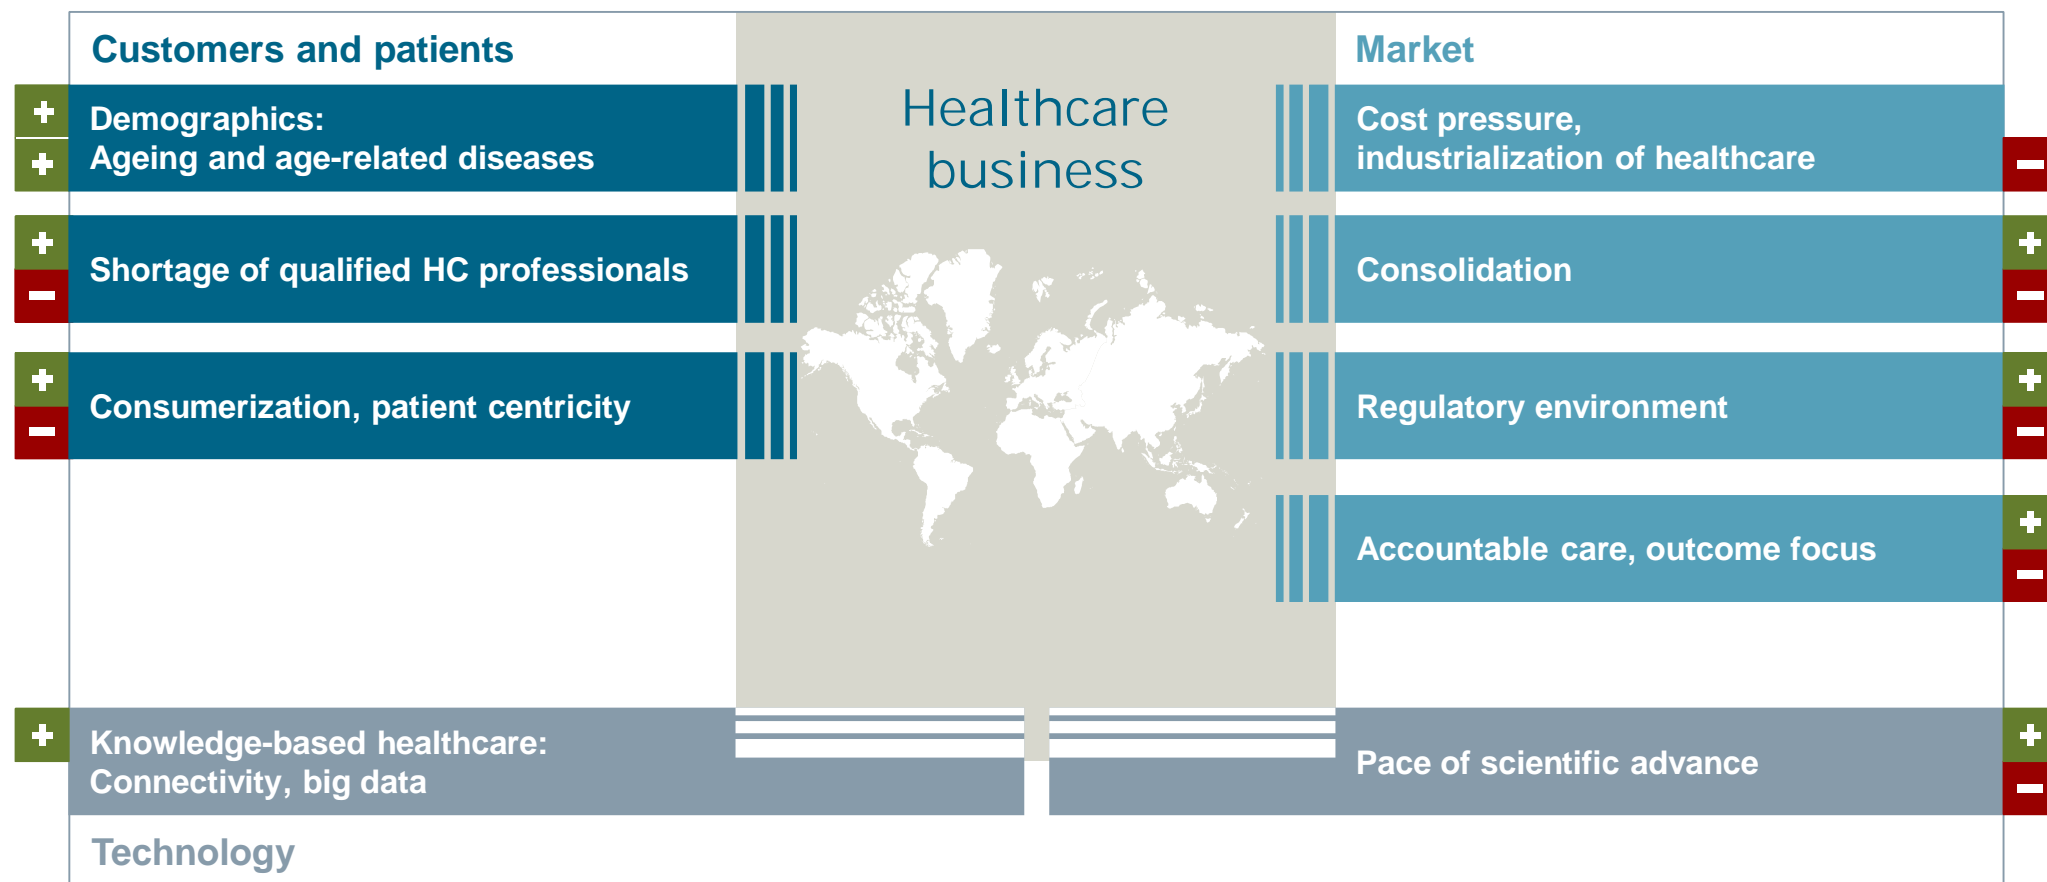 Customers and patients
Demographics:
Ageing and age-related diseases
Shortage of qualified HC professionals
Consumerization, patient centricity
Healthcare
business
Market
Cost pressure,
industrialization of healthcare
Consolidation
Regulatory environment
Accountable care, outcome focus
Knowledge-based healthcare:
Connectivity, big data
Pace of scientific advance
Technology